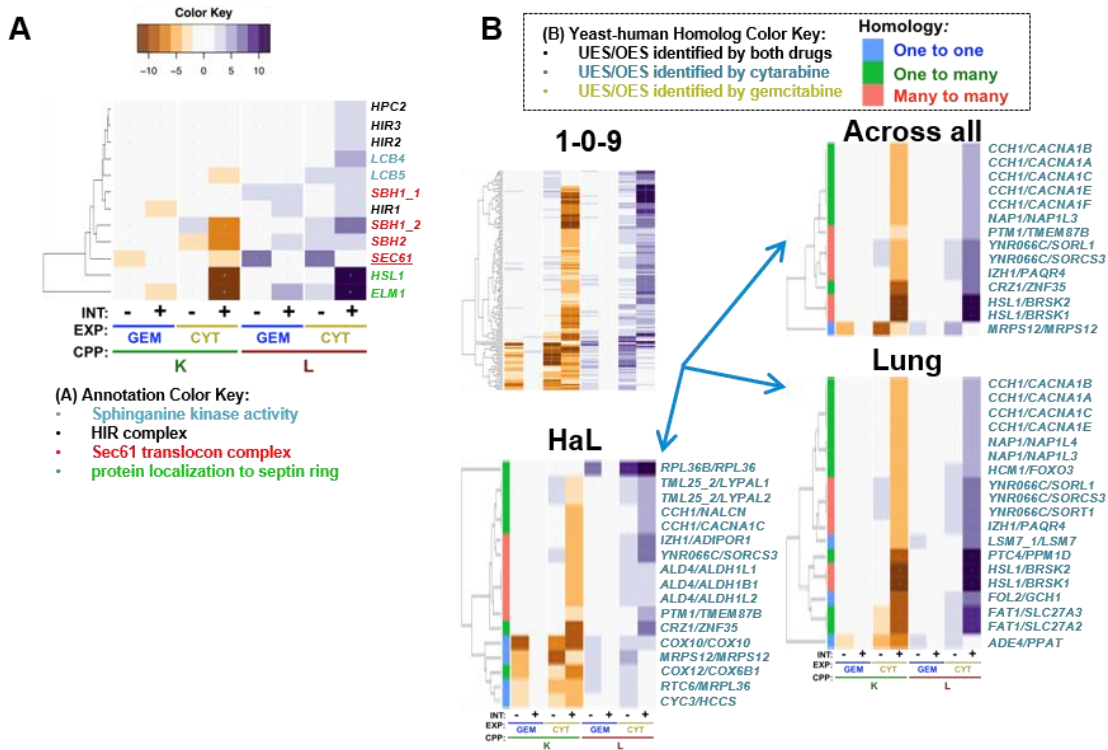 A
Color Key
−10 −5 0 5 10
HPC2
HIR3
HIR2
LCB4
LCB5
SBH1_1
HIR1
SBH1_2
SBH2
SEC61
HSL1
ELM1
INT: - + - + - + - +
EXP: GEM CYT GEM CYT
CPP: K L
(A) Annotation Color Key:
• Sphinganine kinase activity
• HIR complex
• Sec61 translocon complex
• protein localization to septin ring
B
(B) Yeast-human Homolog Color Key:
• UES/OES identified by both drugs
• UES/OES identified by cytarabine
• UES/OES identified by gemcitabine
Homology:
One to one
One to many
Many to many
1-0-9
Across all
CCH1/CACNA1B
CCH1/CACNA1A
CCH1/CACNA1C
CCH1/CACNA1E
CCH1/CACNA1F
NAP1/NAP1L3
PTM1/TMEM87B
YNR066C/SORL1
YNR066C/SORCS3
IZH1/PAQR4
CRZ1/ZNF35
HSL1/BRSK2
HSL1/BRSK1
MRPS12/MRPS12
HaL
RPL36B/RPL36
TML25_2/LYPAL1
TML25_2/LYPAL2
CCH1/NALCN
CCH1/CACNA1C
IZH1/ADIPOR1
YNR066C/SORCS3
ALD4/ALDH1L1
ALD4/ALDH1B1
ALD4/ALDH1L2
PTM1/TMEM87B
CRZ1/ZNF35
COX10/COX10
MRPS12/MRPS12
COX12/COX6B1
RTC6/MRPL36
CYC3/HCCS
INT: - + - + - + - +
EXP: GEM CYT GEM CYT
CPP: K L
Lung
CCH1/CACNA1B
CCH1/CACNA1A
CCH1/CACNA1C
CCH1/CACNA1E
NAP1/NAP1L4
NAP1/NAP1L3
HCM1/FOXO3
YNR066C/SORL1
YNR066C/SORCS3
YNR066C/SORT1
IZH1/PAQR4
LSM7_1/LSM7
PTC4/PPM1D
HSL1/BRSK2
HSL1/BRSK1
FOL2/GCH1
FAT1/SLC27A3
FAT1/SLC27A2
ADE4/PPAT
INT: - + - + - + - +
EXP: GEM CYT GEM CYT
CPP: K L